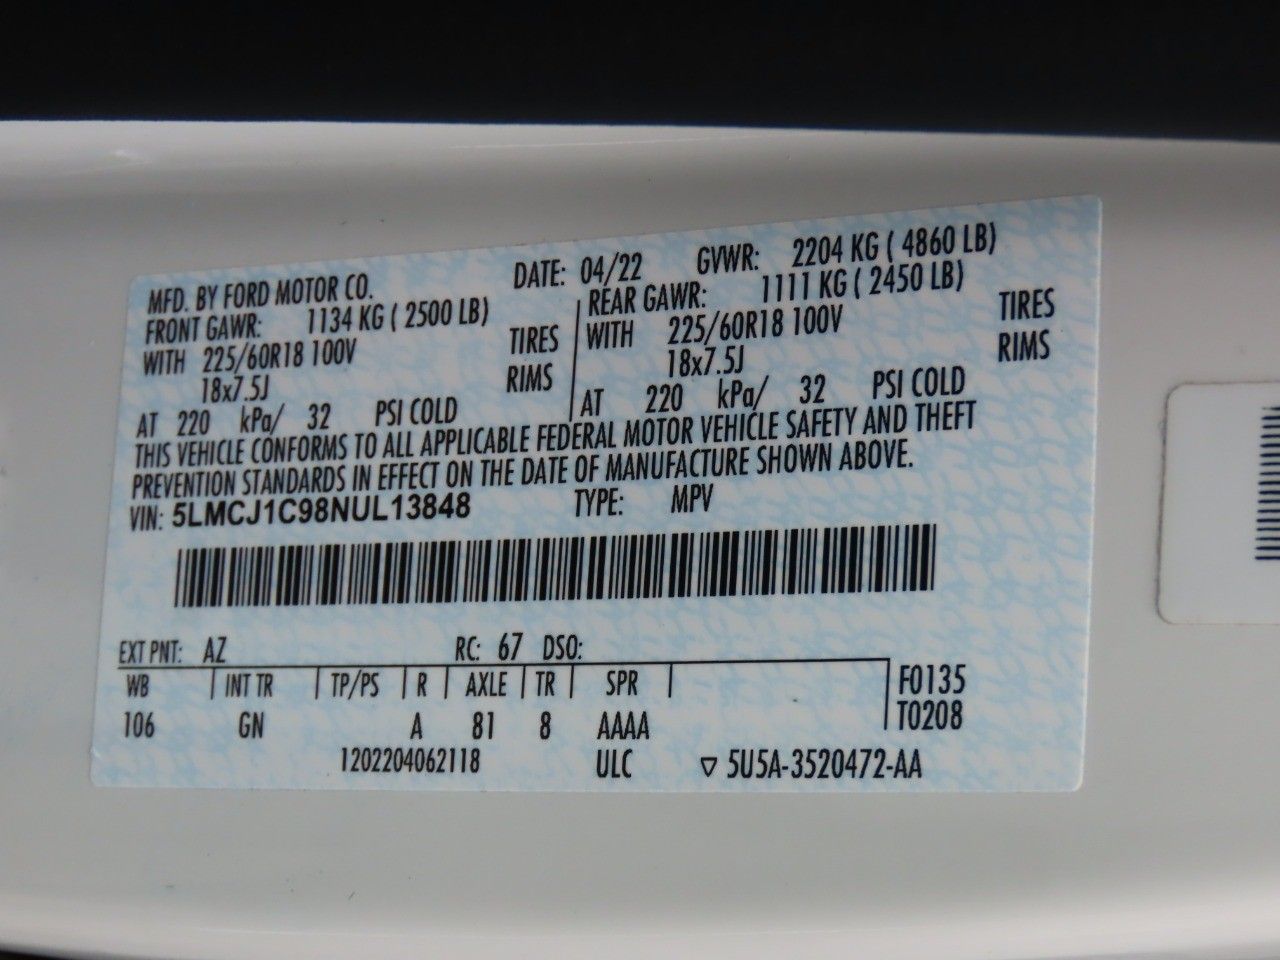 MFD. BY FORD MOTOR CO. DATE: 04/22 GVWR: 2204 KG ( 4860 LB)
FRONT GAWR: 1134 KG ( 2500 LB) REAR GAWR: 1111 KG ( 2450 LB)
WITH 225/60R18 100V TIRES WITH 225/60R18 100V TIRES
18x7.5J RIMS 18x7.5J RIMS
AT 220 kPa/ 32 PSI COLD AT 220 kPa/ 32 PSI COLD
THIS VEHICLE CONFORMS TO ALL APPLICABLE FEDERAL MOTOR VEHICLE SAFETY AND THEFT
PREVENTION STANDARDS IN EFFECT ON THE DATE OF MANUFACTURE SHOWN ABOVE.
VIN: 5LMCJ1C98NUL13848 TYPE: MPV
EXT PNT: AZ RC: 67 DSO:
WB INT TR TP/PS R AXLE TR SPR F0135
106 GN A 81 8 AAAA T0208
1202204062118 ULC ▽ 5U5A-3520472-AA